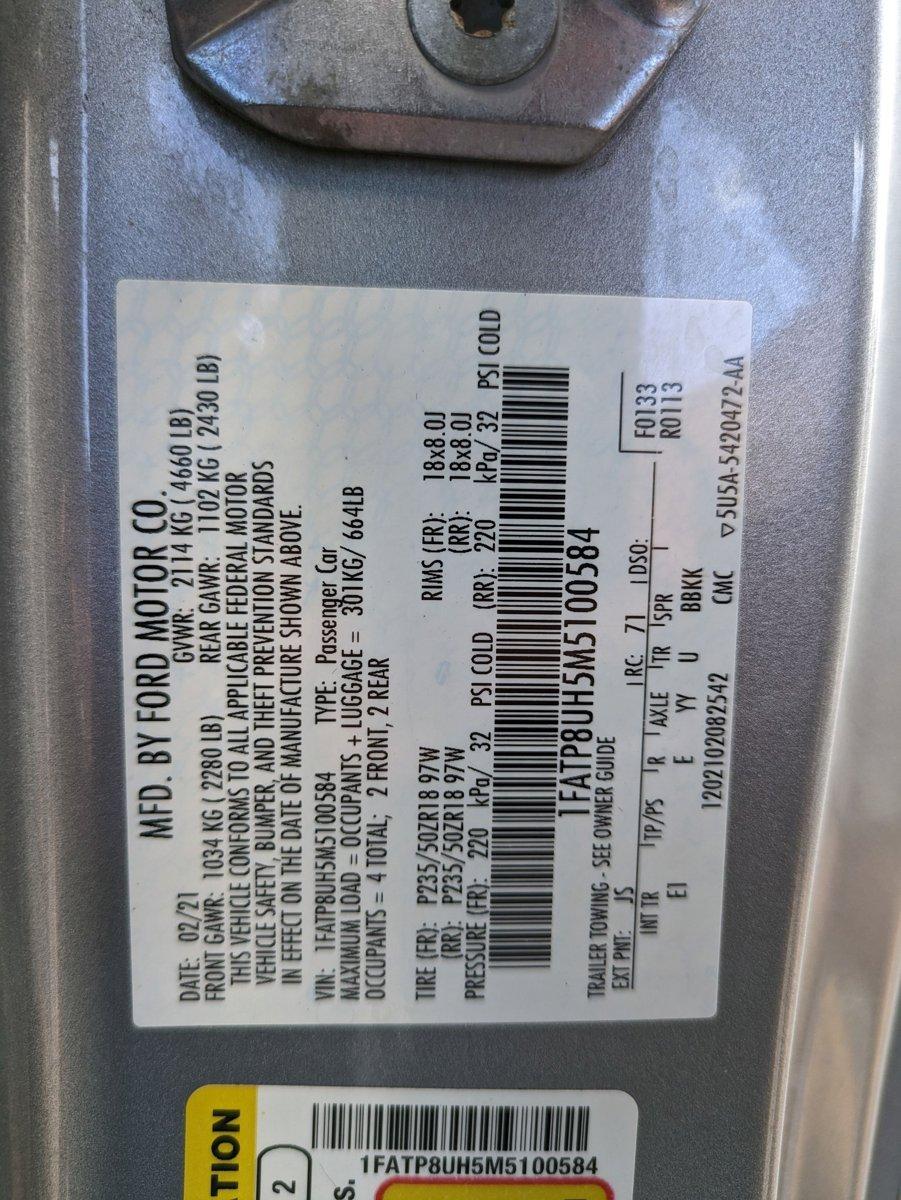 MFD. BY FORD MOTOR CO.
DATE: 02/21 GVWR: 2114 KG ( 4660 LB)
FRONT GAWR: 1034 KG ( 2280 LB) REAR GAWR: 1102 KG ( 2430 LB)
THIS VEHICLE CONFORMS TO ALL APPLICABLE FEDERAL MOTOR
VEHICLE SAFETY, BUMPER, AND THEFT PREVENTION STANDARDS
IN EFFECT ON THE DATE OF MANUFACTURE SHOWN ABOVE.
VIN: 1FATP8UH5M5100584 TYPE: Passenger Car
MAXIMUM LOAD = OCCUPANTS + LUGGAGE = 301KG/ 664LB
OCCUPANTS = 4 TOTAL; 2 FRONT, 2 REAR
TIRE (FR): P235/50ZR18 97W RIMS (FR): 18x8.0J
(RR): P235/50ZR18 97W (RR): 18x8.0J
PRESSURE (FR): 220 kPa/ 32 PSI COLD (RR): 220 kPa/ 32 PSI COLD
1FATP8UH5M5100584
TRAILER TOWING - SEE OWNER GUIDE
EXT PNT: JS RC: 71 DSO: F0133
INT TR TP/PS R AXLE TR SPR R0113
EI E YY U BBKK
12021020825​42 CMC ▽5U5A-5420472-AA
ATION
2
S.
1FATP8UH5M5100584